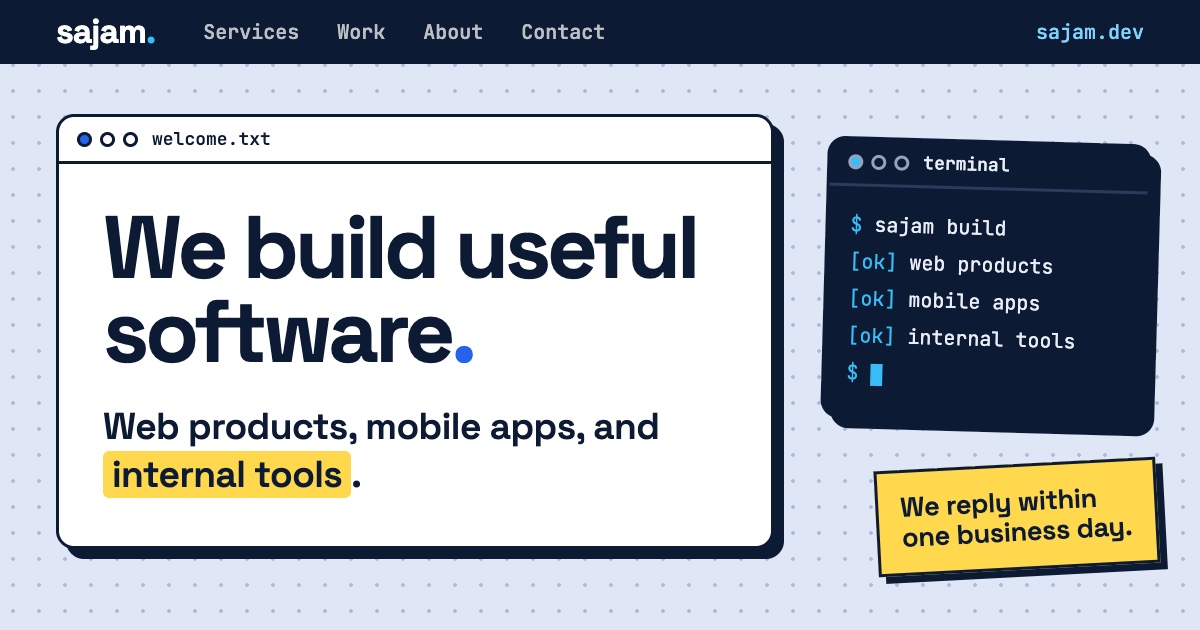 sajam. Services Work About Contact sajam.dev
welcome.txt
We build useful
software.
Web products, mobile apps, and
internal tools.
terminal
$ sajam build
[ok] web products
[ok] mobile apps
[ok] internal tools
$
We reply within
one business day.